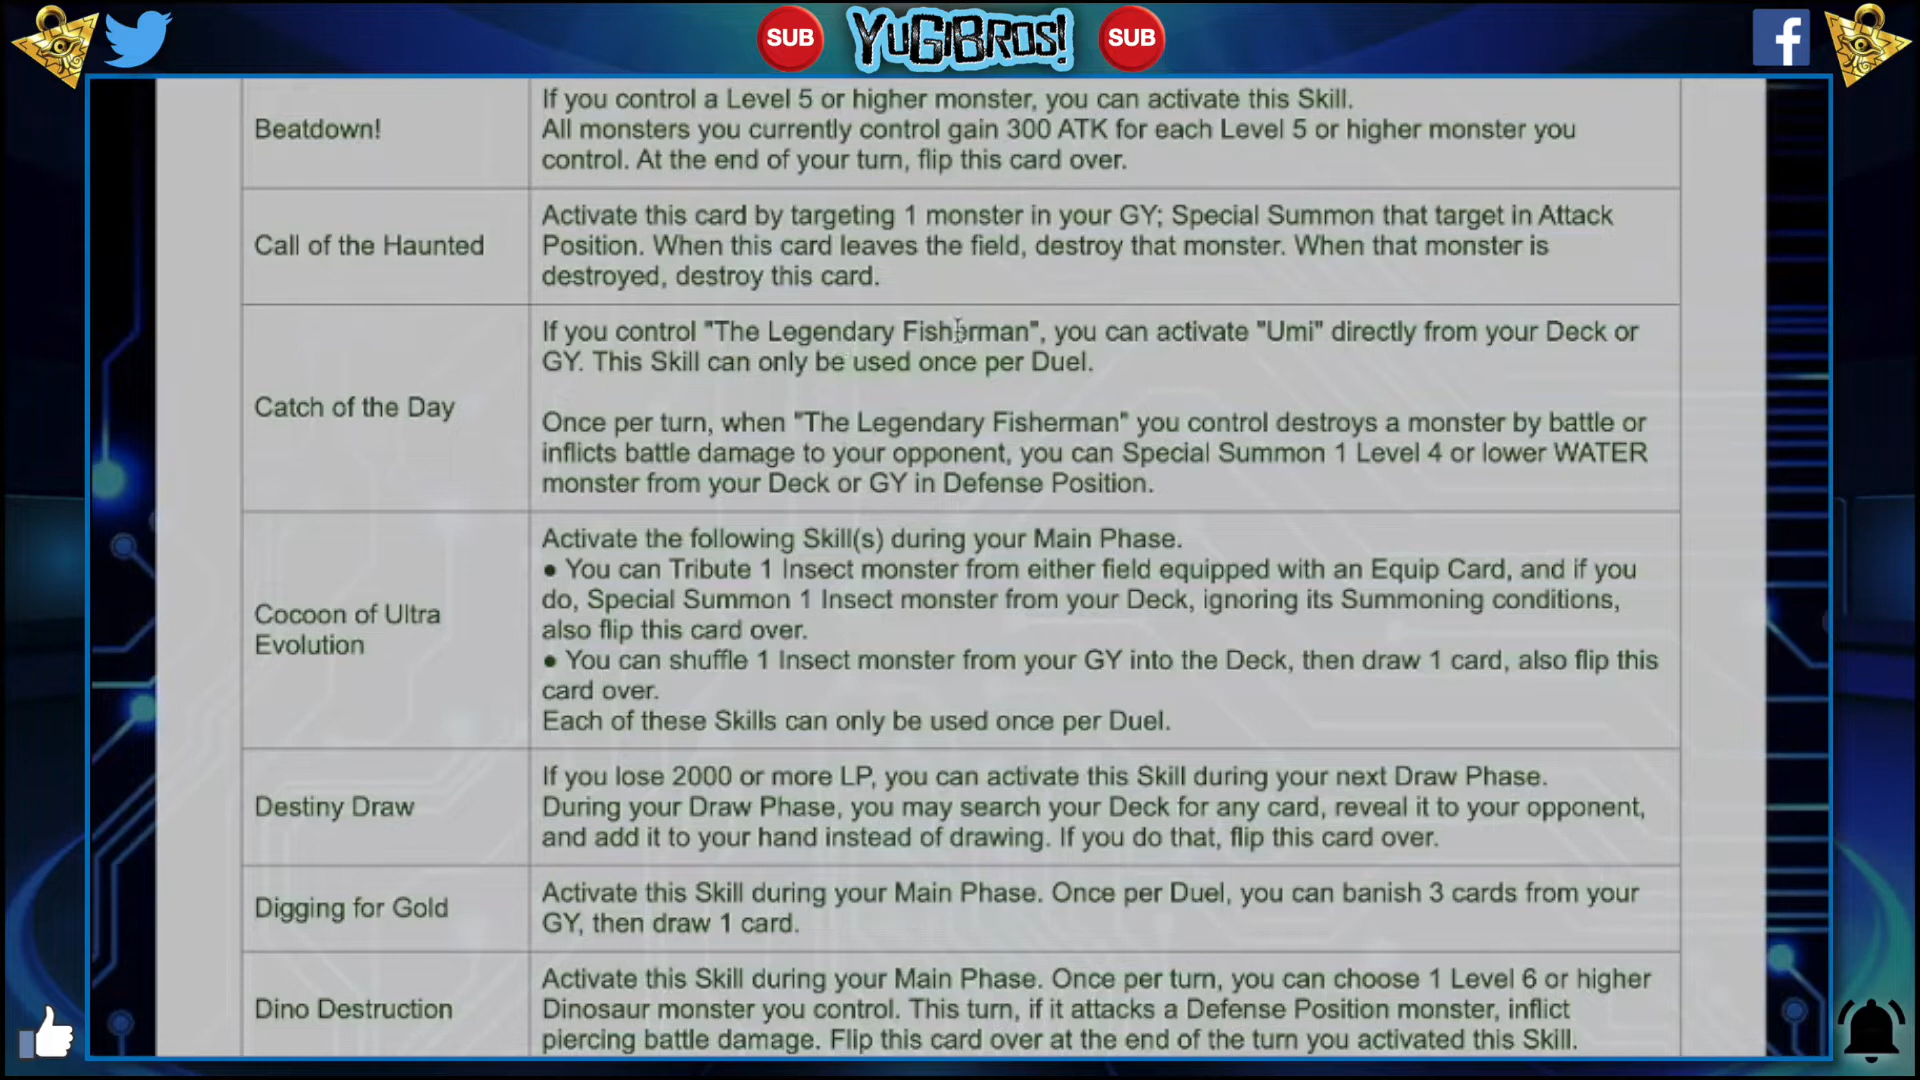 SUB
YuGiBROS!
SUB
Beatdown!
If you control a Level 5 or higher monster, you can activate this Skill.
All monsters you currently control gain 300 ATK for each Level 5 or higher monster you
control. At the end of your turn, flip this card over.
Call of the Haunted
Activate this card by targeting 1 monster in your GY; Special Summon that target in Attack
Position. When this card leaves the field, destroy that monster. When that monster is
destroyed, destroy this card.
Catch of the Day
If you control "The Legendary Fisherman", you can activate "Umi" directly from your Deck or
GY. This Skill can only be used once per Duel.
Once per turn, when "The Legendary Fisherman" you control destroys a monster by battle or
inflicts battle damage to your opponent, you can Special Summon 1 Level 4 or lower WATER
monster from your Deck or GY in Defense Position.
Cocoon of Ultra
Evolution
Activate the following Skill(s) during your Main Phase.
● You can Tribute 1 Insect monster from either field equipped with an Equip Card, and if you
do, Special Summon 1 Insect monster from your Deck, ignoring its Summoning conditions,
also flip this card over.
● You can shuffle 1 Insect monster from your GY into the Deck, then draw 1 card, also flip this
card over.
Each of these Skills can only be used once per Duel.
Destiny Draw
If you lose 2000 or more LP, you can activate this Skill during your next Draw Phase.
During your Draw Phase, you may search your Deck for any card, reveal it to your opponent,
and add it to your hand instead of drawing. If you do that, flip this card over.
Digging for Gold
Activate this Skill during your Main Phase. Once per Duel, you can banish 3 cards from your
GY, then draw 1 card.
Dino Destruction
Activate this Skill during your Main Phase. Once per turn, you can choose 1 Level 6 or higher
Dinosaur monster you control. This turn, if it attacks a Defense Position monster, inflict
piercing battle damage. Flip this card over at the end of the turn you activated this Skill.